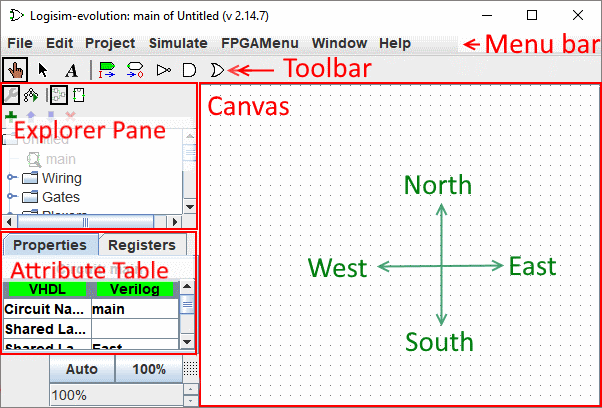 Logisim-evolution: main of Untitled (v 2.14.7)
File Edit Project Simulate FPGAMenu Window Help Menu bar
A Toolbar
Canvas
Explorer Pane
Untitled
main
Wiring
Gates
North
West East
South
Properties Registers
Attribute Table
VHDL Verilog
Circuit Na... main
Shared La...
Shared La... East
Auto 100%
100%